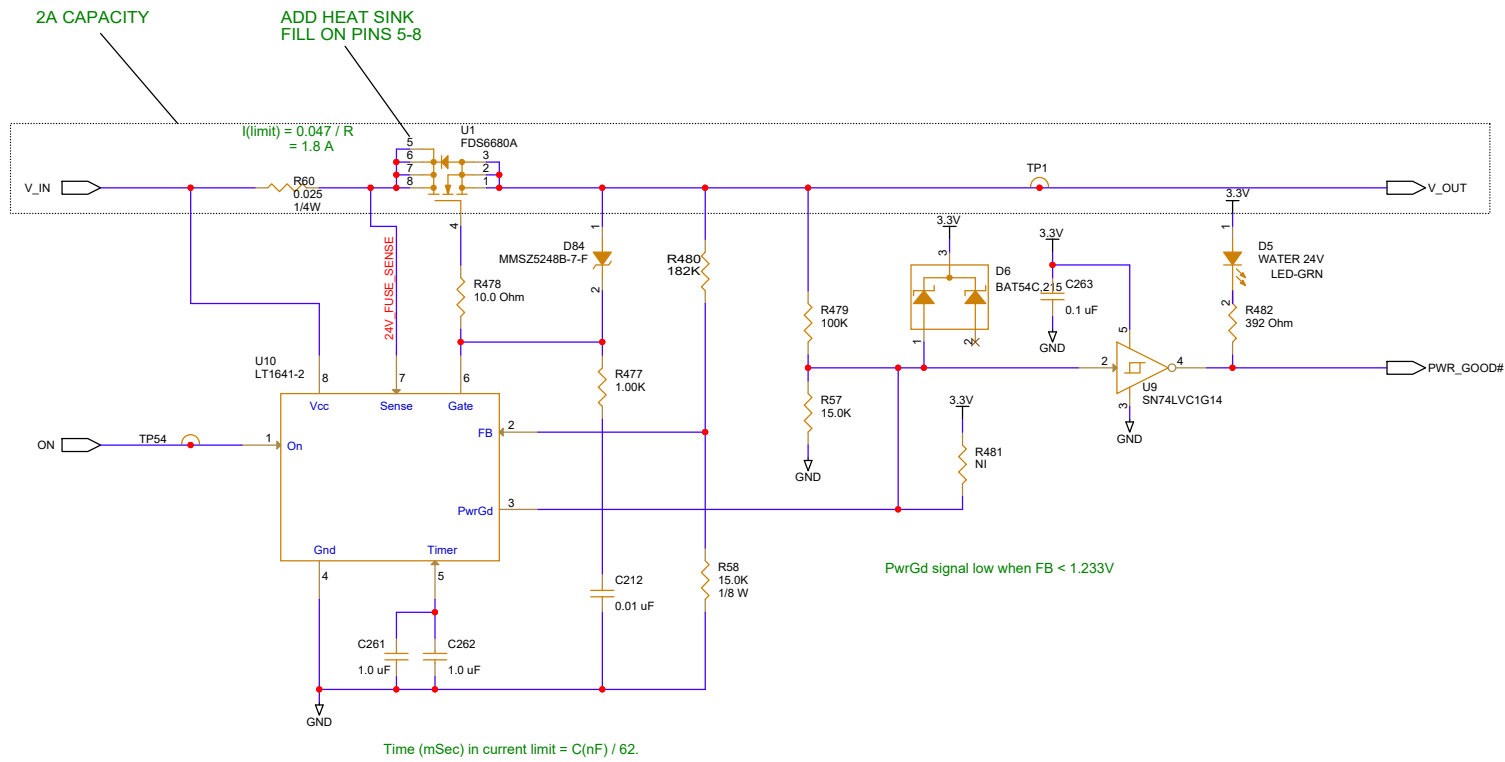 2A CAPACITY
ADD HEAT SINK
FILL ON PINS 5-8
I(limit) = 0.047 / R
= 1.8 A
U1
FDS6680A
5
6
7
8
3
2
1
4
V_IN
R60
0.025
1/4W
TP1
V_OUT
3.3V
24V_FUSE_SENSE
D84
MMSZ5248B-7-F
1
2
R480
182K
R478
10.0 Ohm
R479
100K
3.3V
3
D6
BAT54C,215
1
2
3.3V
C263
0.1 uF
GND
1
D5
WATER 24V
LED-GRN
2
R482
392 Ohm
U10
LT1641-2
8
7
6
Vcc
Sense
Gate
R477
1.00K
R57
15.0K
GND
5
2
4
3
U9
SN74LVC1G14
GND
PWR_GOOD#
ON
TP54
1
On
FB
2
3.3V
R481
NI
PwrGd
3
Gnd
Timer
4
5
C212
0.01 uF
R58
15.0K
1/8 W
PwrGd signal low when FB < 1.233V
C261
1.0 uF
C262
1.0 uF
GND
Time (mSec) in current limit = C(nF) / 62.